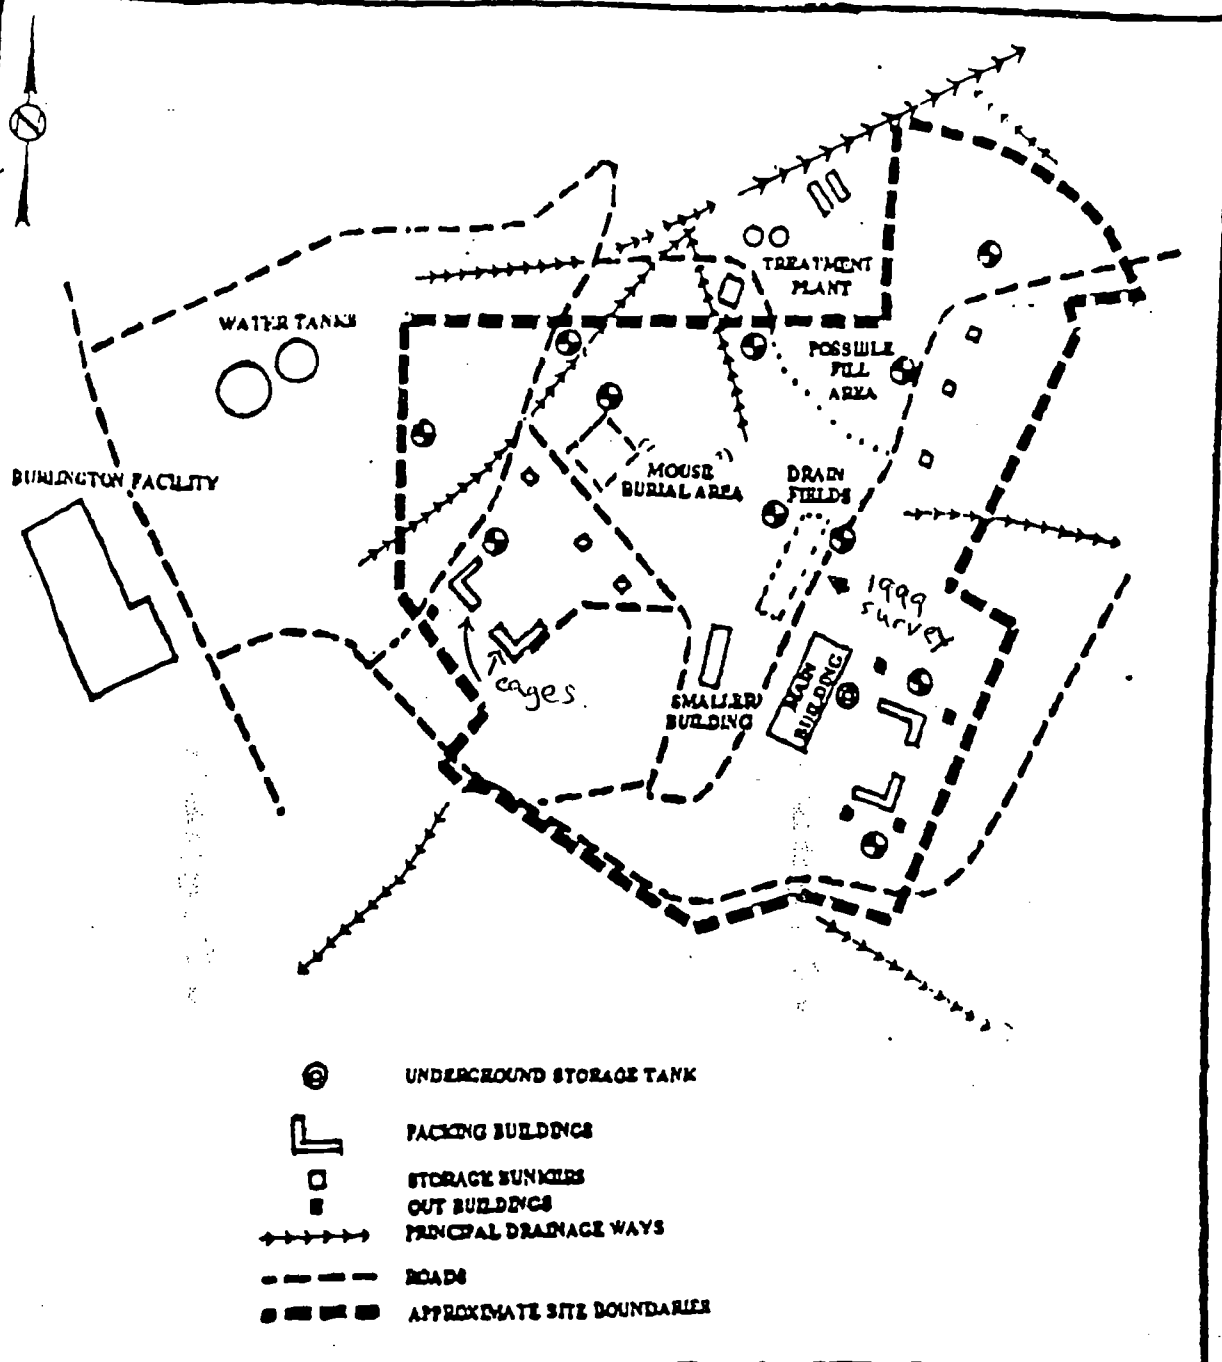 N
WATER TANKS
TREATMENT
PLANT
POSSIBLE
FILL
AREA
BURLINGTON FACILITY
MOUSE
BURIAL AREA
DRAIN
FIELDS
1999
survey
cages
SMALLER
BUILDING
MAIN
BUILDING
UNDERGROUND STORAGE TANK
PACKING BUILDINGS
STORAGE BUNKERS
OUT BUILDINGS
PRINCIPAL DRAINAGE WAYS
ROADS
APPROXIMATE SITE BOUNDARIES